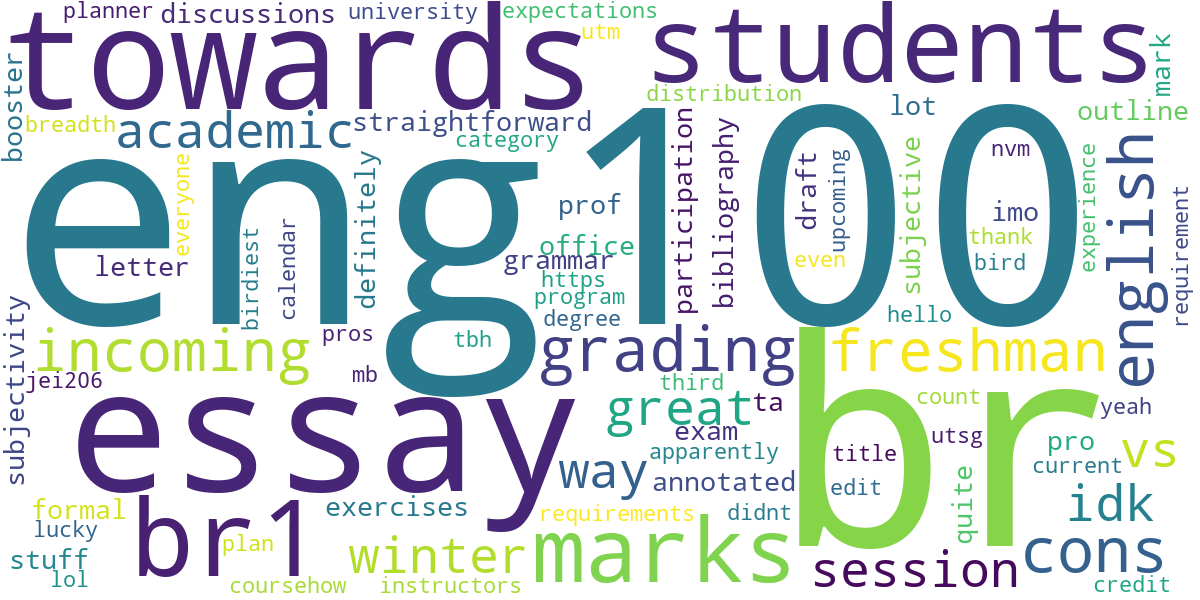 planner
discussions
university
expectations
utm
towards
students
booster
breadth
academic
straightforward
category
distribution
lot
outline
mark
eng100
everyone
definitely
prof
participation
bibliography
draft
upcoming
subjective
nvm
imo
thank
bird
even
experience
english
requirement
letter
birdiest
calendar
grammar
office
https
program
degree
hello
subjectivity
incoming
pros
tbh
mb
jei206
grading
freshman
br
third
essay
great
ta
exam
count
yeah
way
apparently
annotated
title
edit
utsg
pro
current
vs
quite
credit
idk
formal
lucky
stuff
lol
br1
plan
exercises
winter
requirements
didnt
marks
session
cons
coursehow
instructors